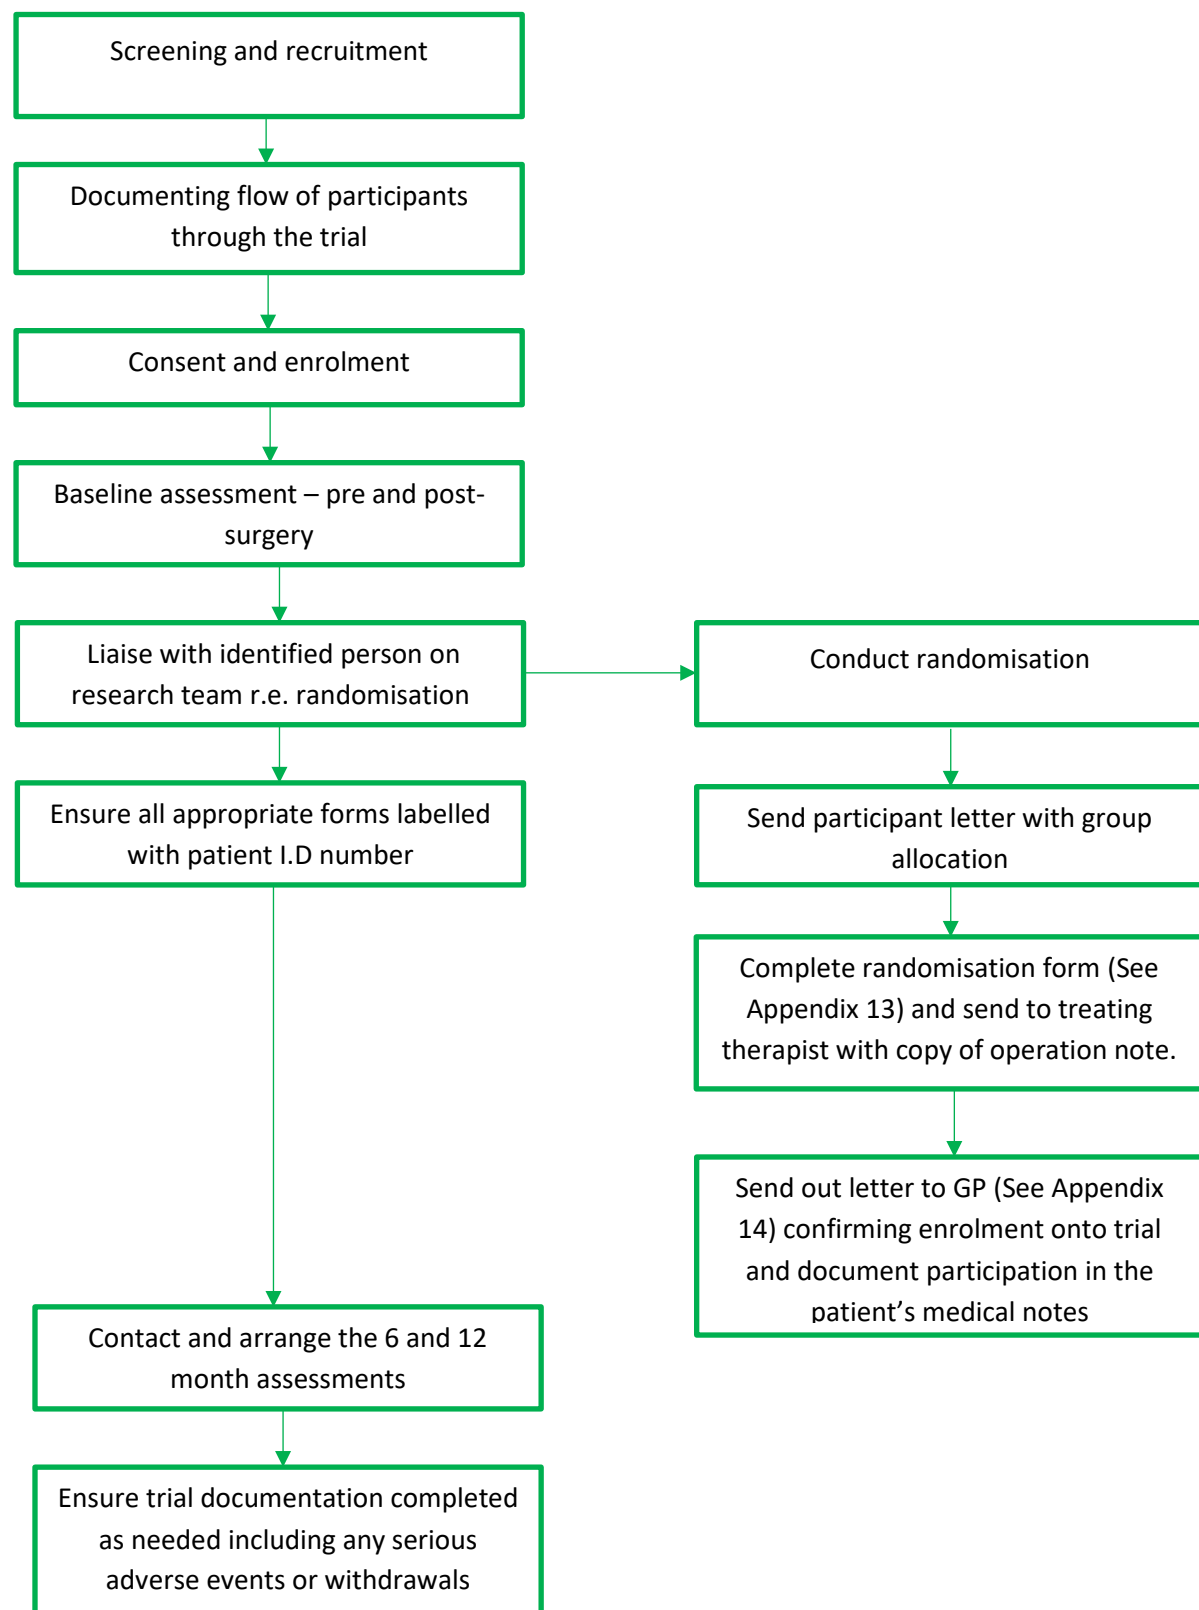 Screening and recruitment
Documenting flow of participants
through the trial
Consent and enrolment
Baseline assessment – pre and post-
surgery
Liaise with identified person on
research team r.e. randomisation
Ensure all appropriate forms labelled
with patient I.D number
Contact and arrange the 6 and 12
month assessments
Ensure trial documentation completed
as needed including any serious
adverse events or withdrawals
Conduct randomisation
Send participant letter with group
allocation
Complete randomisation form (See
Appendix 13) and send to treating
therapist with copy of operation note.
Send out letter to GP (See Appendix
14) confirming enrolment onto trial
and document participation in the
patient’s medical notes